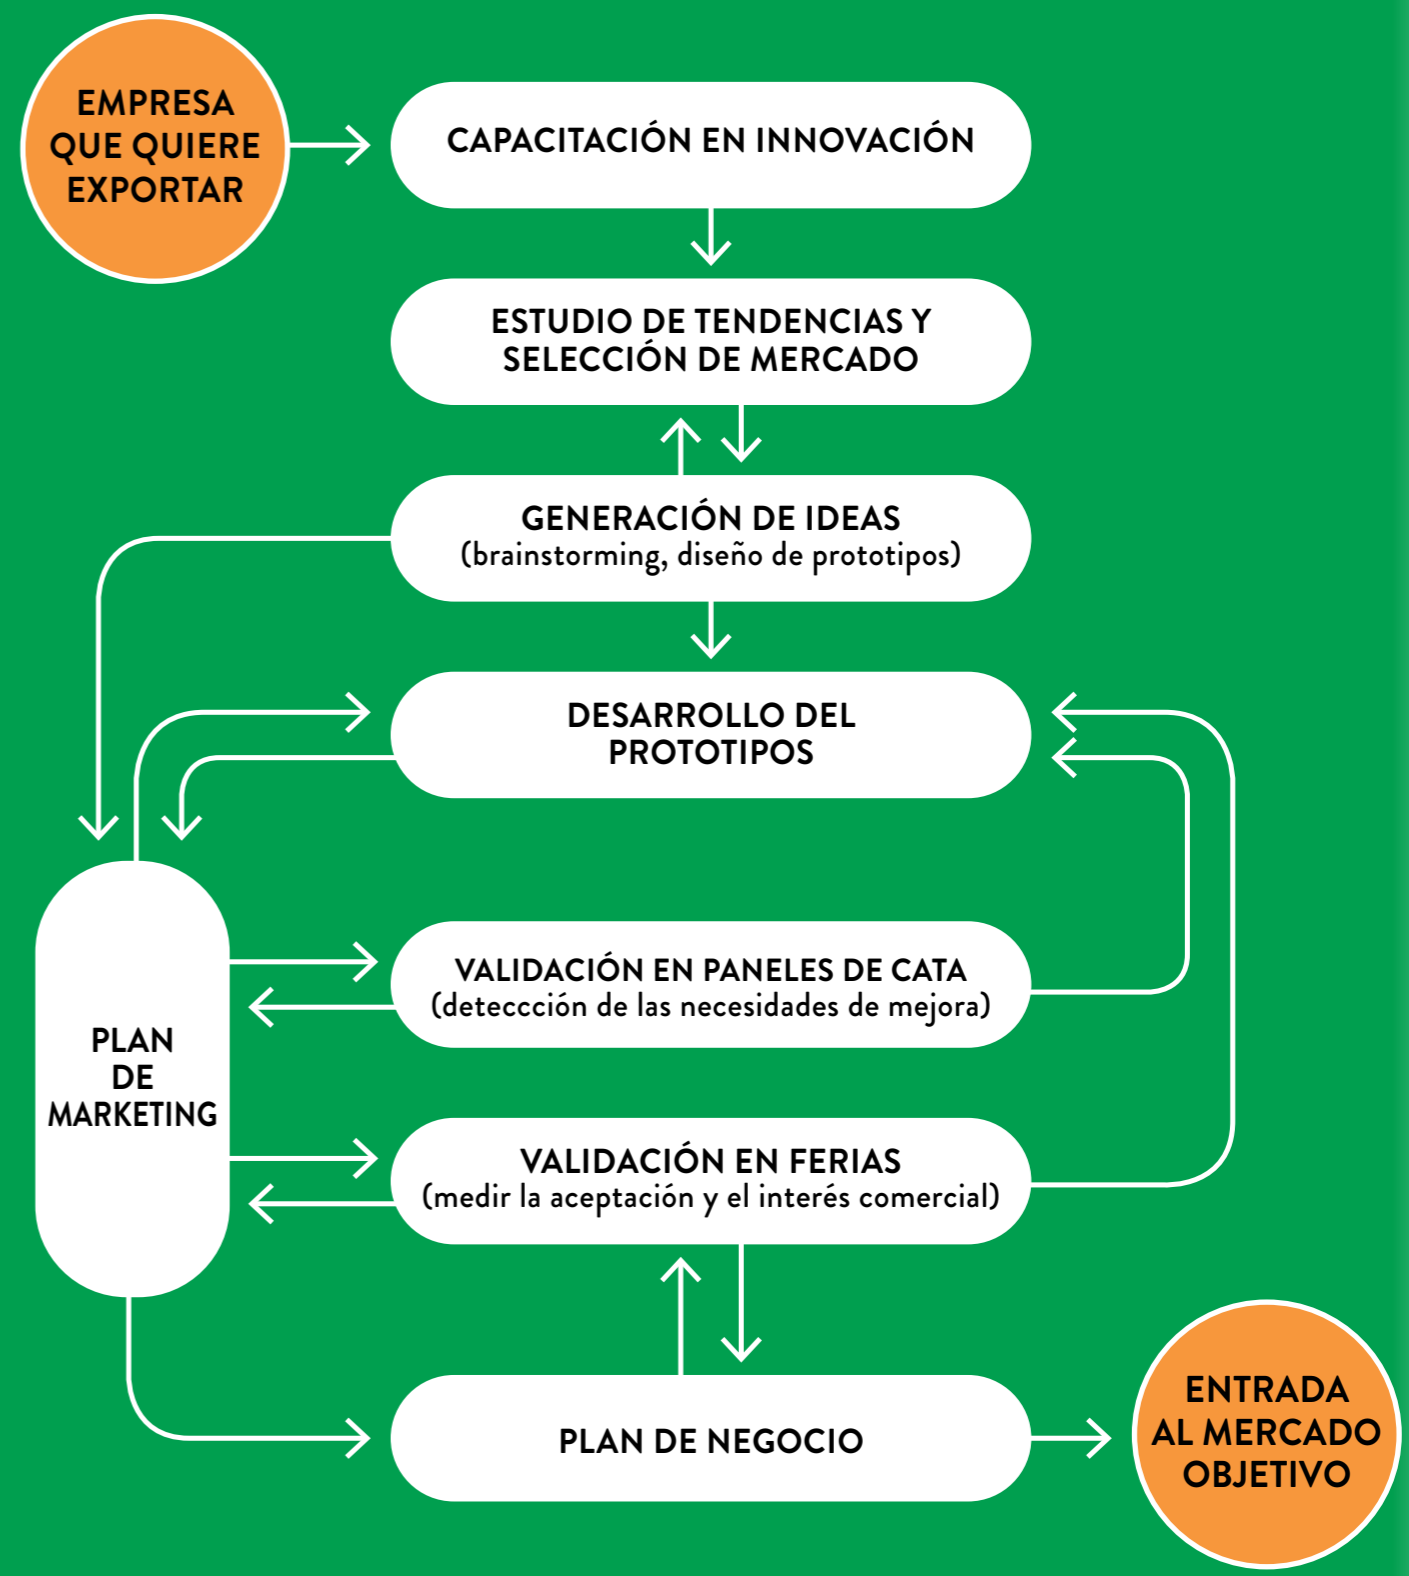 EMPRESA
QUE QUIERE
EXPORTAR
CAPACITACIÓN EN INNOVACIÓN
ESTUDIO DE TENDENCIAS Y
SELECCIÓN DE MERCADO
GENERACIÓN DE IDEAS
(brainstorming, diseño de prototipos)
DESARROLLO DEL
PROTOTIPOS
VALIDACIÓN EN PANELES DE CATA
(deteccción de las necesidades de mejora)
PLAN
DE
MARKETING
VALIDACIÓN EN FERIAS
(medir la aceptación y el interés comercial)
PLAN DE NEGOCIO
ENTRADA
AL MERCADO
OBJETIVO